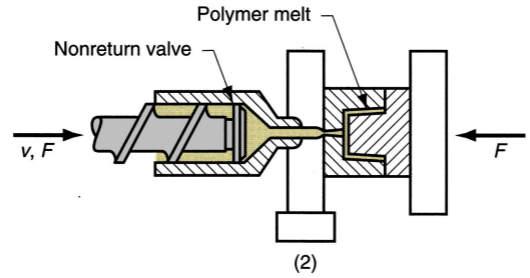 Polymer melt
Nonreturn valve
v, F
F
(2)